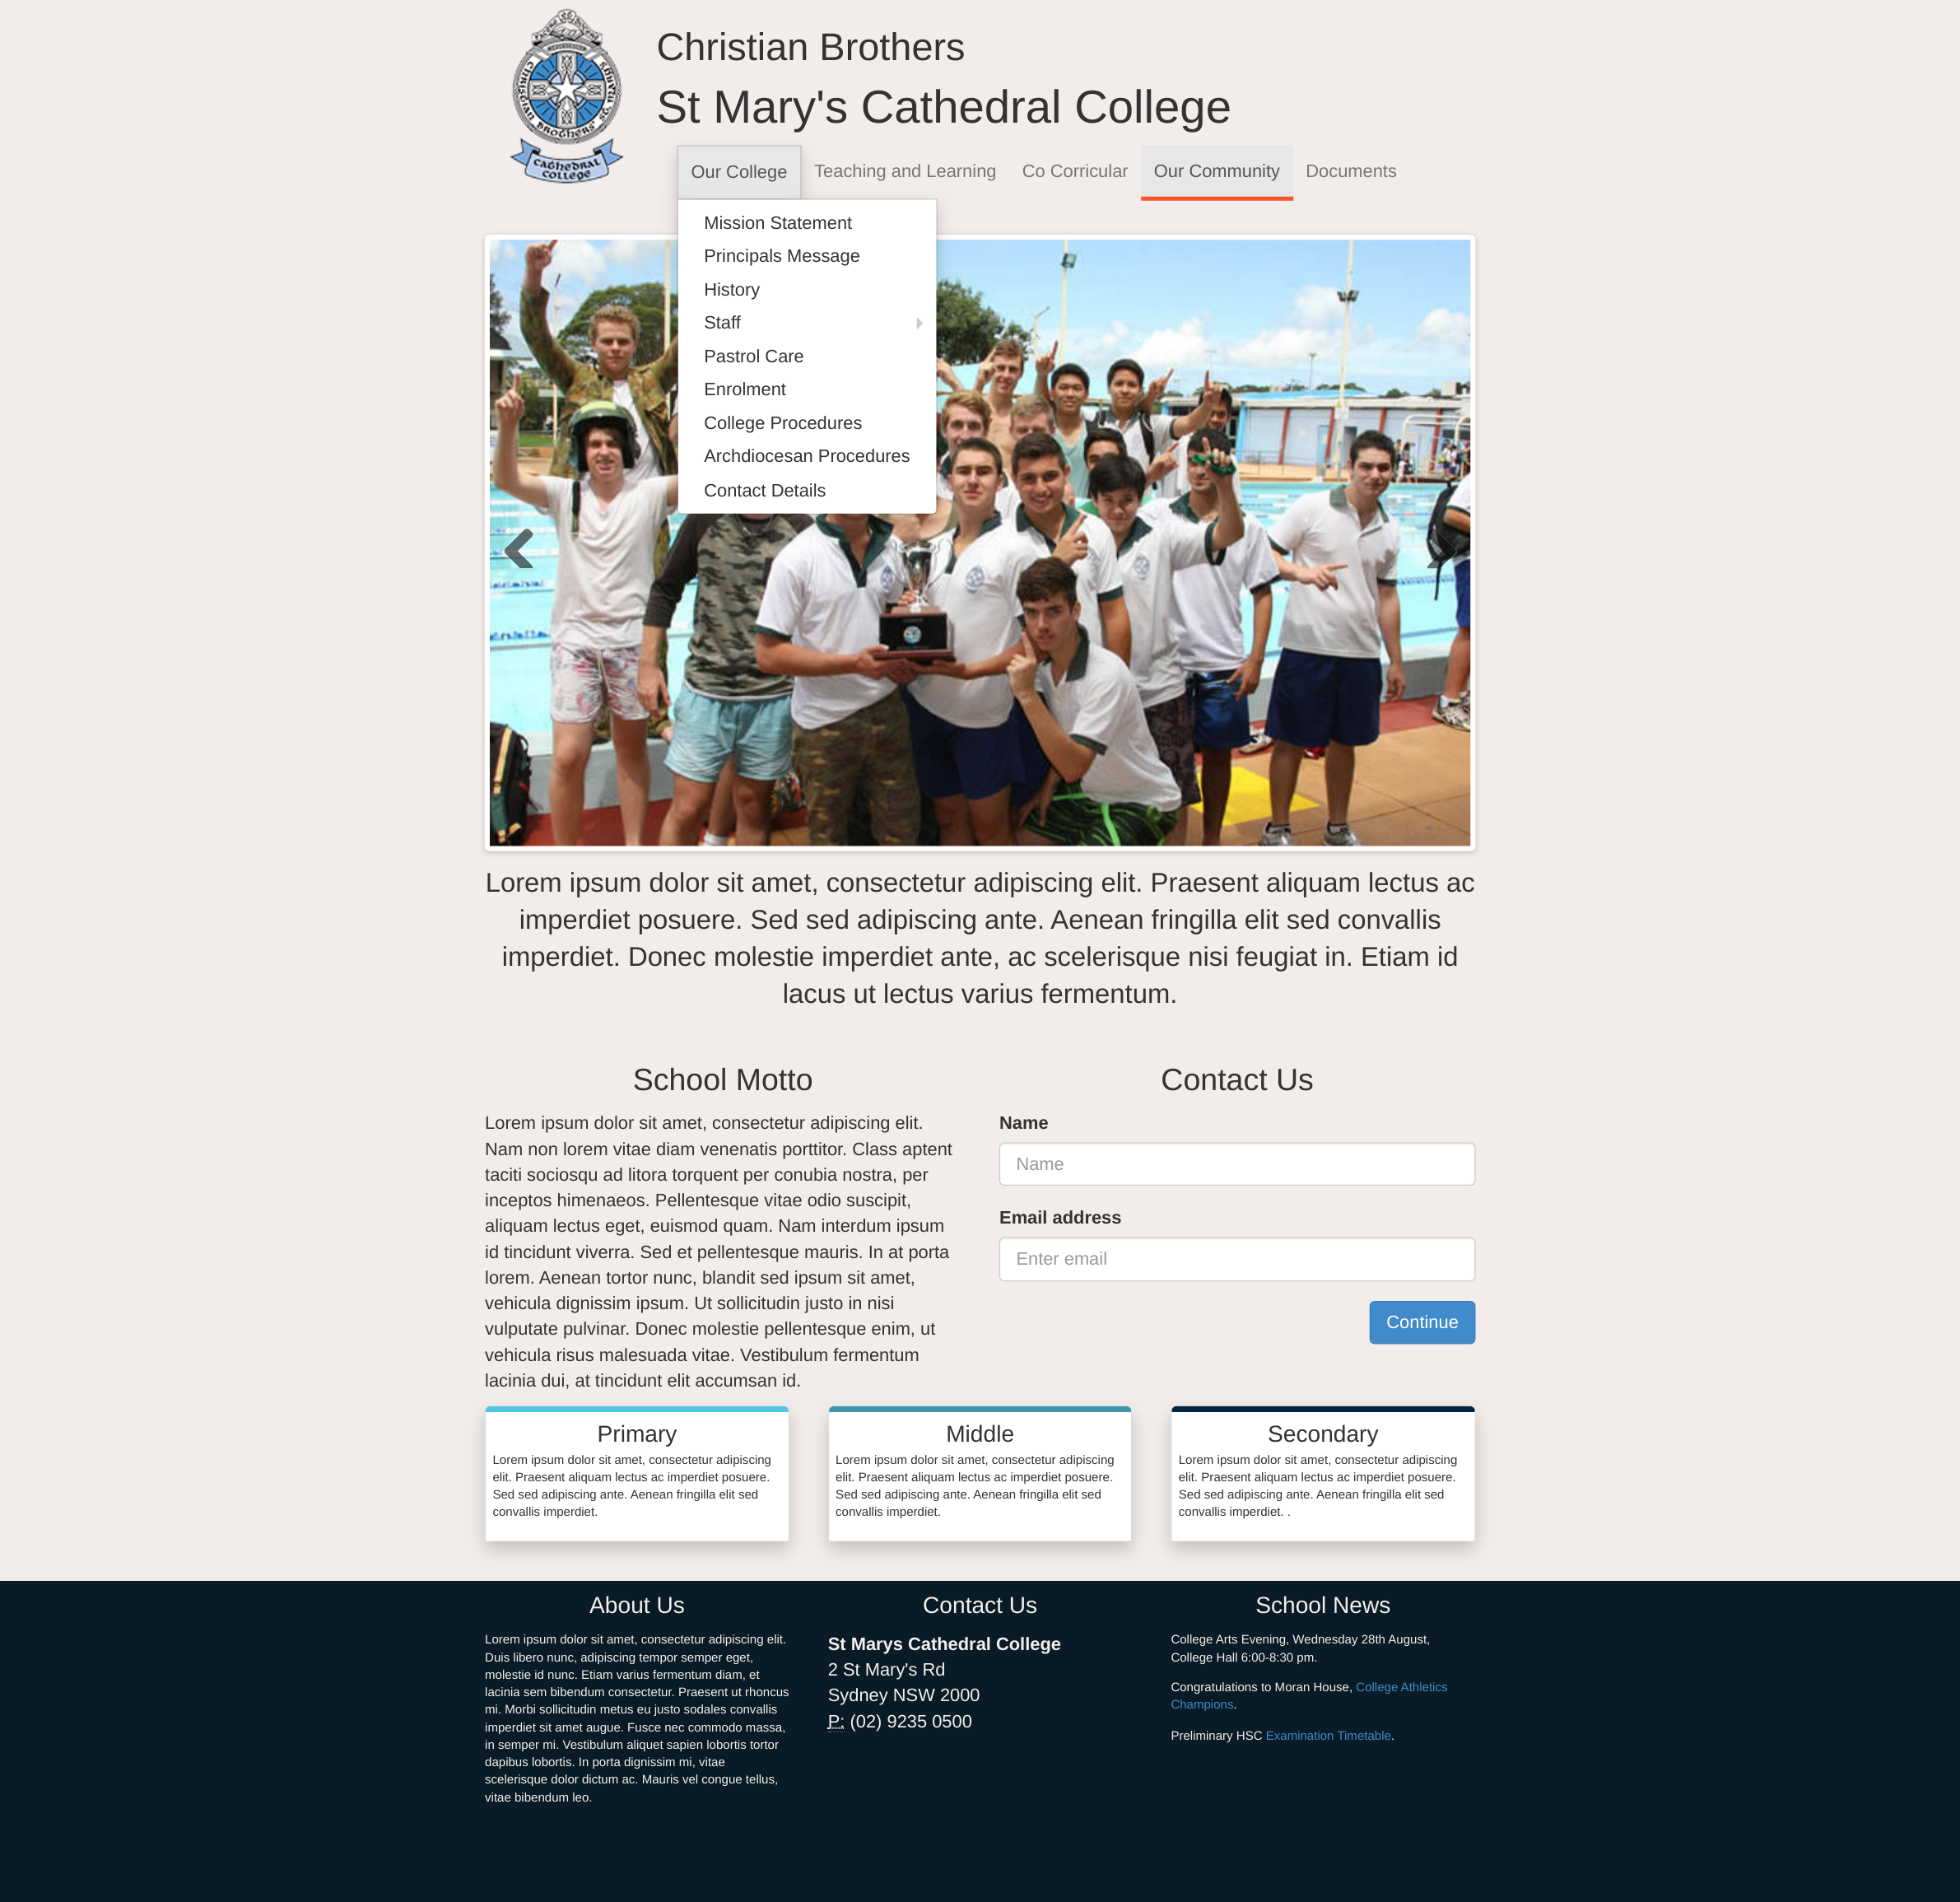 Christian Brothers
St Mary's Cathedral College
CHRISTIAN BROTHERS' ST. MARY'S
CATHEDRAL
COLLEGE
Our College
Teaching and Learning
Co Corricular
Our Community
Documents
Mission Statement
Principals Message
History
Staff
Pastrol Care
Enrolment
College Procedures
Archdiocesan Procedures
Contact Details
Lorem ipsum dolor sit amet, consectetur adipiscing elit. Praesent aliquam lectus ac
imperdiet posuere. Sed sed adipiscing ante. Aenean fringilla elit sed convallis
imperdiet. Donec molestie imperdiet ante, ac scelerisque nisi feugiat in. Etiam id
lacus ut lectus varius fermentum.
School Motto
Lorem ipsum dolor sit amet, consectetur adipiscing elit.
Nam non lorem vitae diam venenatis porttitor. Class aptent
taciti sociosqu ad litora torquent per conubia nostra, per
inceptos himenaeos. Pellentesque vitae odio suscipit,
aliquam lectus eget, euismod quam. Nam interdum ipsum
id tincidunt viverra. Sed et pellentesque mauris. In at porta
lorem. Aenean tortor nunc, blandit sed ipsum sit amet,
vehicula dignissim ipsum. Ut sollicitudin justo in nisi
vulputate pulvinar. Donec molestie pellentesque enim, ut
vehicula risus malesuada vitae. Vestibulum fermentum
lacinia dui, at tincidunt elit accumsan id.
Contact Us
Name
Name
Email address
Enter email
Continue
Primary
Lorem ipsum dolor sit amet, consectetur adipiscing
elit. Praesent aliquam lectus ac imperdiet posuere.
Sed sed adipiscing ante. Aenean fringilla elit sed
convallis imperdiet.
Middle
Lorem ipsum dolor sit amet, consectetur adipiscing
elit. Praesent aliquam lectus ac imperdiet posuere.
Sed sed adipiscing ante. Aenean fringilla elit sed
convallis imperdiet.
Secondary
Lorem ipsum dolor sit amet, consectetur adipiscing
elit. Praesent aliquam lectus ac imperdiet posuere.
Sed sed adipiscing ante. Aenean fringilla elit sed
convallis imperdiet. .
About Us
Lorem ipsum dolor sit amet, consectetur adipiscing elit.
Duis libero nunc, adipiscing tempor semper eget,
molestie id nunc. Etiam varius fermentum diam, et
lacinia sem bibendum consectetur. Praesent ut rhoncus
mi. Morbi sollicitudin metus eu justo sodales convallis
imperdiet sit amet augue. Fusce nec commodo massa,
in semper mi. Vestibulum aliquet sapien lobortis tortor
dapibus lobortis. In porta dignissim mi, vitae
scelerisque dolor dictum ac. Mauris vel congue tellus,
vitae bibendum leo.
Contact Us
St Marys Cathedral College
2 St Mary's Rd
Sydney NSW 2000
P: (02) 9235 0500
School News
College Arts Evening, Wednesday 28th August,
College Hall 6:00-8:30 pm.
Congratulations to Moran House, College Athletics
Champions.
Preliminary HSC Examination Timetable.